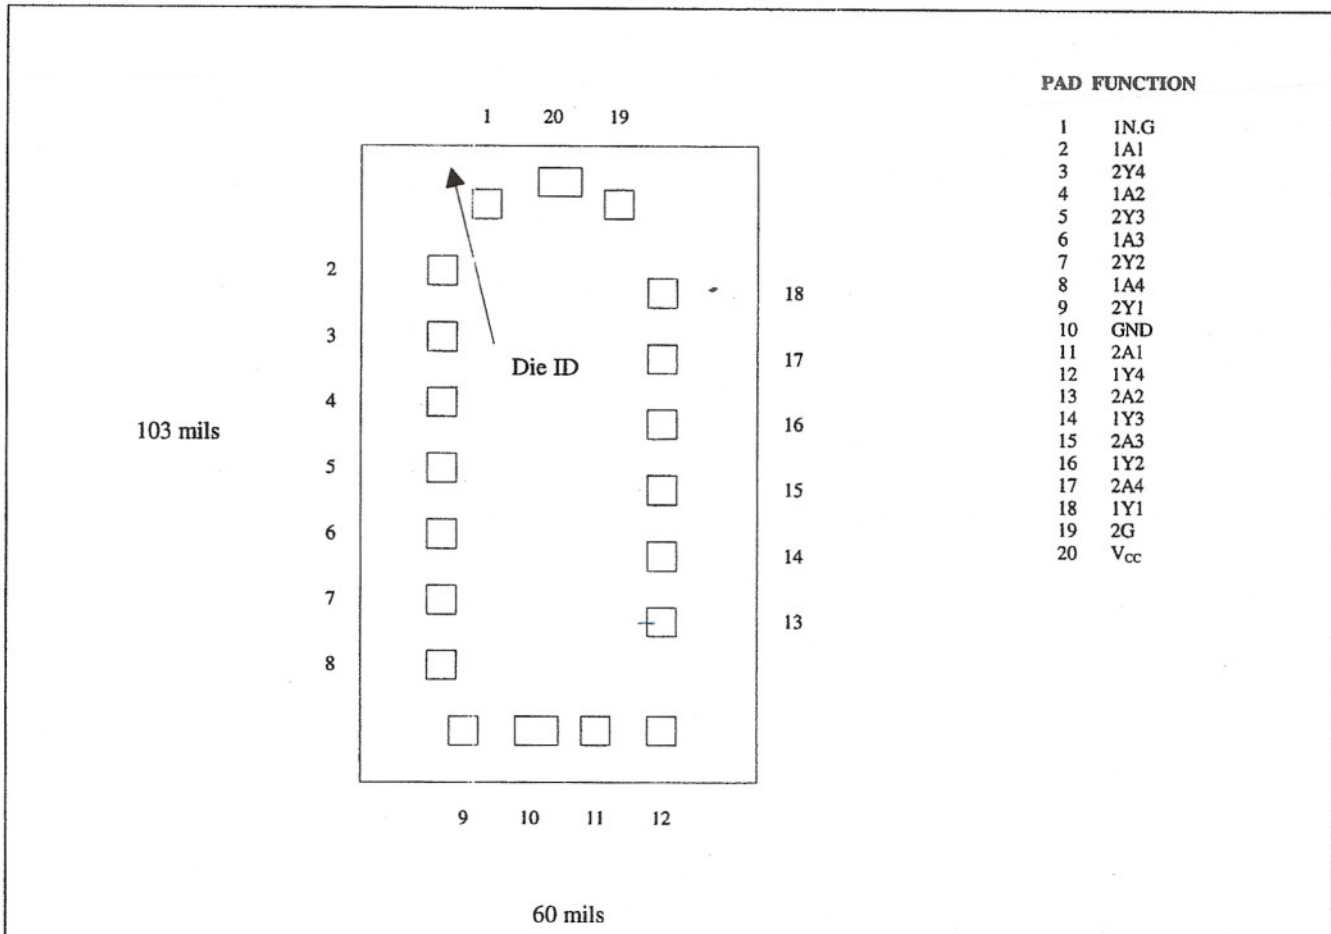 PAD FUNCTION
1 1N.G
2 1A1
3 2Y4
4 1A2
5 2Y3
6 1A3
7 2Y2
8 1A4
9 2Y1
10 GND
11 2A1
12 1Y4
13 2A2
14 1Y3
15 2A3
16 1Y2
17 2A4
18 1Y1
19 2G
20 VCC
1 20 19
2
18
3
17
Die ID
4
16
103 mils
5
15
6
14
7
13
8
9 10 11 12
60 mils